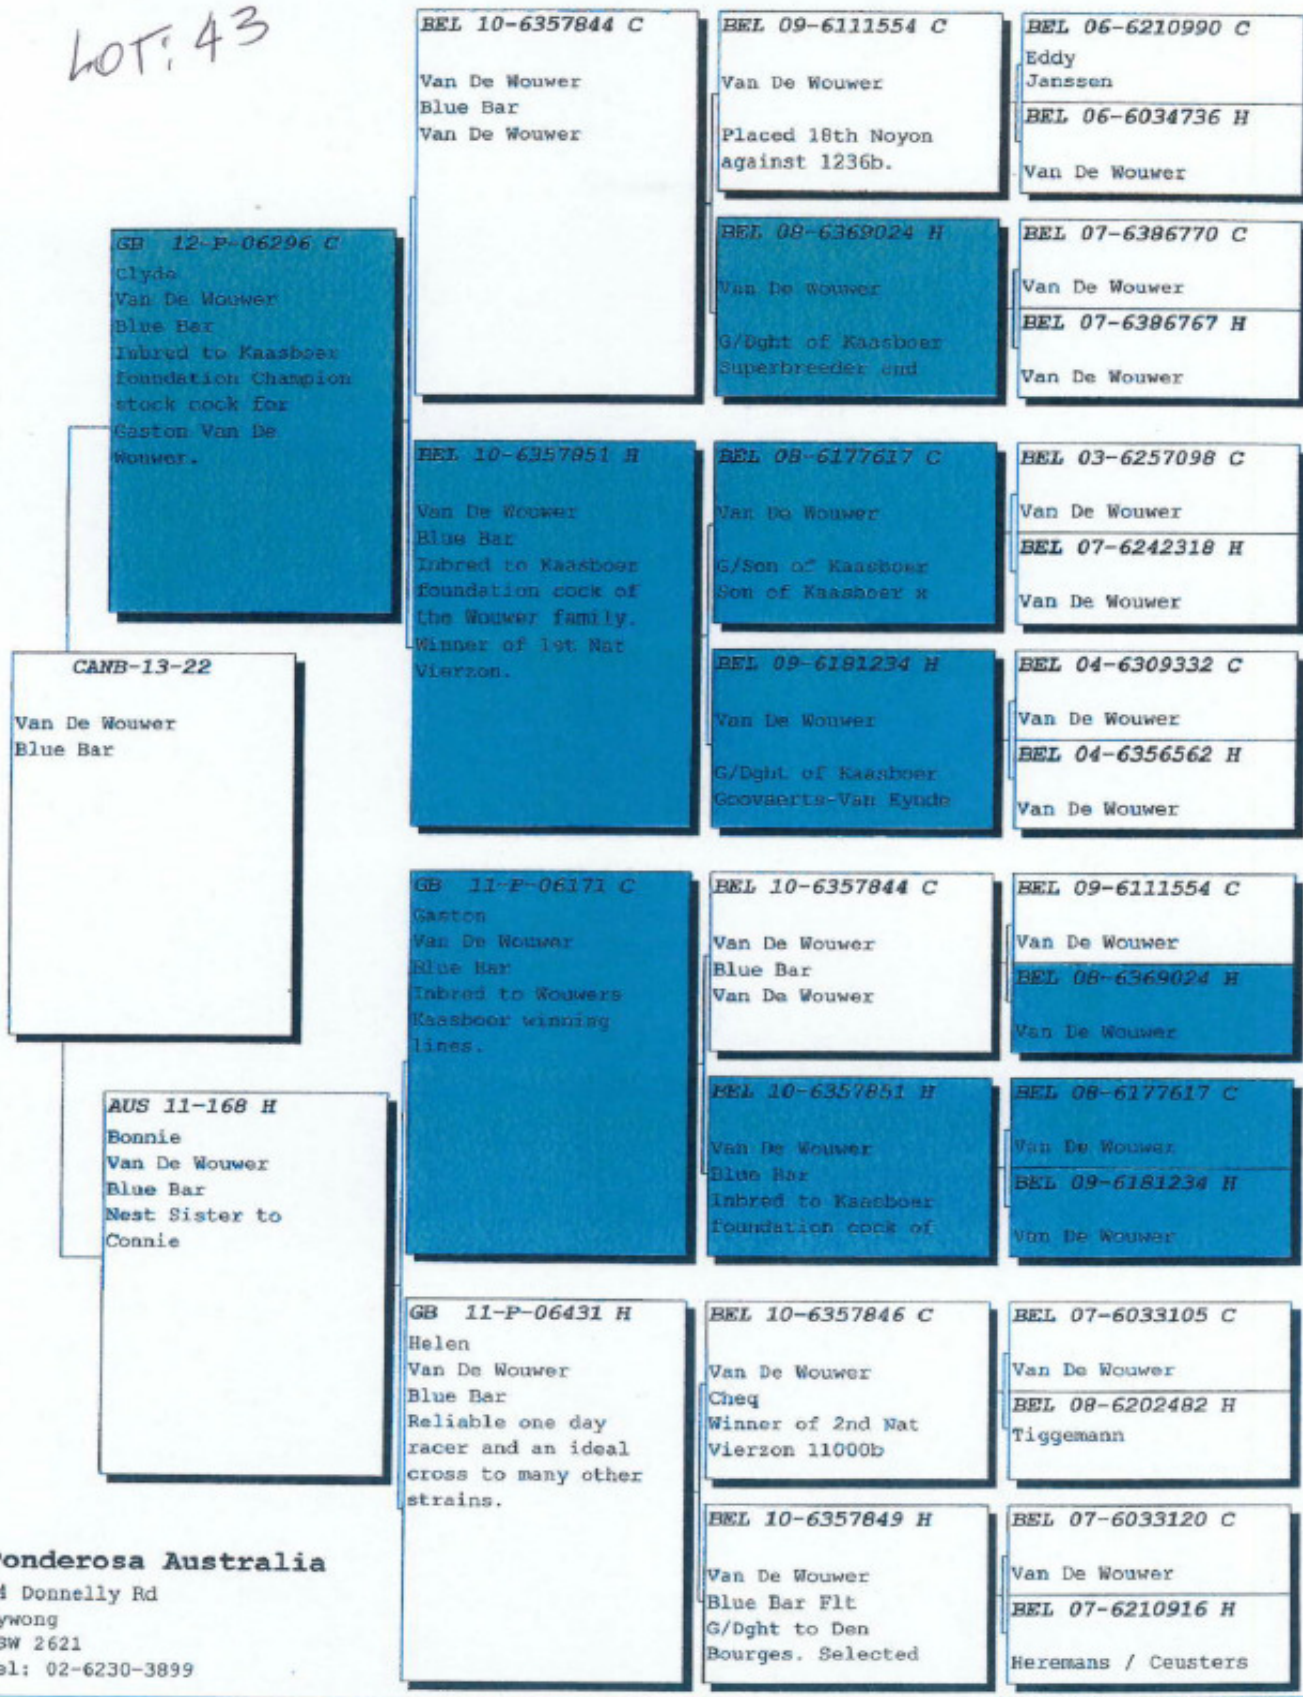 LOT: 43
CANB-13-22
Van De Wouwer
Blue Bar
GB 12-P-06296 C
Clyde
Van De Wouwer
Blue Bar
Inbred to Kaasboer
foundation Champion
stock cock for
Gaston Van De
Wouwer.
AUS 11-168 H
Bonnie
Van De Wouwer
Blue Bar
Nest Sister to
Connie
BEL 10-6357844 C
Van De Wouwer
Blue Bar
Van De Wouwer
BEL 10-6357851 H
Van De Wouwer
Blue Bar
Inbred to Kaasboer
foundation cock of
the Wouwer family.
Winner of 1st Nat
Vierzon.
GB 11-P-06171 C
Gaston
Van De Wouwer
Blue Bar
Inbred to Wouwers
Kaasboer winning
lines.
GB 11-P-06431 H
Helen
Van De Wouwer
Blue Bar
Reliable one day
racer and an ideal
cross to many other
strains.
BEL 09-6111554 C
Van De Wouwer
Placed 18th Noyon
against 1236b.
BEL 08-6369024 H
Van De Wouwer
G/Dght of Kaasboer
Superbreeder and
BEL 08-6177617 C
Van De Wouwer
G/Son of Kaasboer
Son of Kaasboer x
BEL 09-6181234 H
Van De Wouwer
G/Dght of Kaasboer
Goovaerts-Van Eynde
BEL 10-6357844 C
Van De Wouwer
Blue Bar
Van De Wouwer
BEL 10-6357851 H
Van De Wouwer
Blue Bar
Inbred to Kaasboer
foundation cock of
BEL 10-6357846 C
Van De Wouwer
Cheq
Winner of 2nd Nat
Vierzon 11000b
BEL 10-6357849 H
Van De Wouwer
Blue Bar Flt
G/Dght to Den
Bourges. Selected
BEL 06-6210990 C
Eddy
Janssen
BEL 06-6034736 H
Van De Wouwer
BEL 07-6386770 C
Van De Wouwer
BEL 07-6386767 H
Van De Wouwer
BEL 03-6257098 C
Van De Wouwer
BEL 07-6242318 H
Van De Wouwer
BEL 04-6309332 C
Van De Wouwer
BEL 04-6356562 H
Van De Wouwer
BEL 09-6111554 C
Van De Wouwer
BEL 08-6369024 H
Van De Wouwer
BEL 08-6177617 C
Van De Wouwer
BEL 09-6181234 H
Van De Wouwer
BEL 07-6033105 C
Van De Wouwer
BEL 08-6202482 H
Tiggemann
BEL 07-6033120 C
Van De Wouwer
BEL 07-6210916 H
Heremans / Ceusters
Ponderosa Australia
4 Donnelly Rd
ywong
SW 2621
el: 02-6230-3899